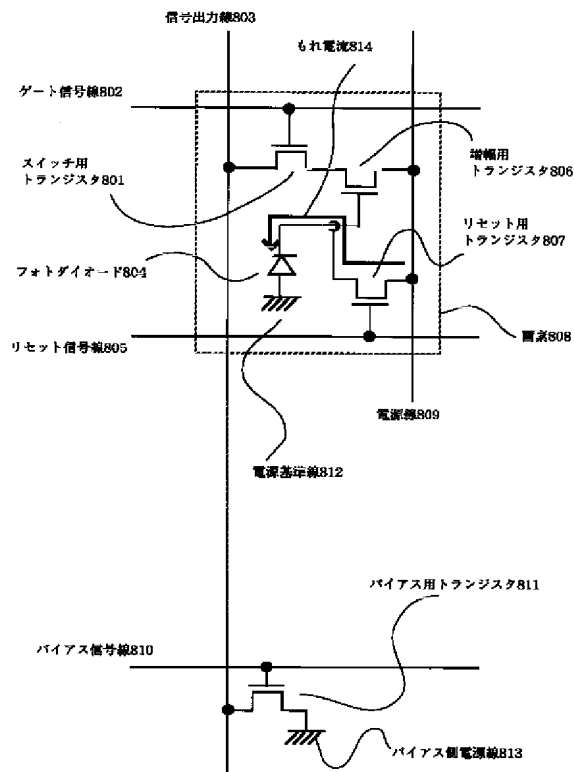 信号出力線803
もれ電流814
ゲート信号線802
スイッチ用
トランジスタ801
増幅用
トランジスタ806
リセット用
トランジスタ807
フォトダイオード804
リセット信号線805
画素808
電源線809
電源基準線812
バイアス用トランジスタ811
バイアス信号線810
バイアス側電源線813